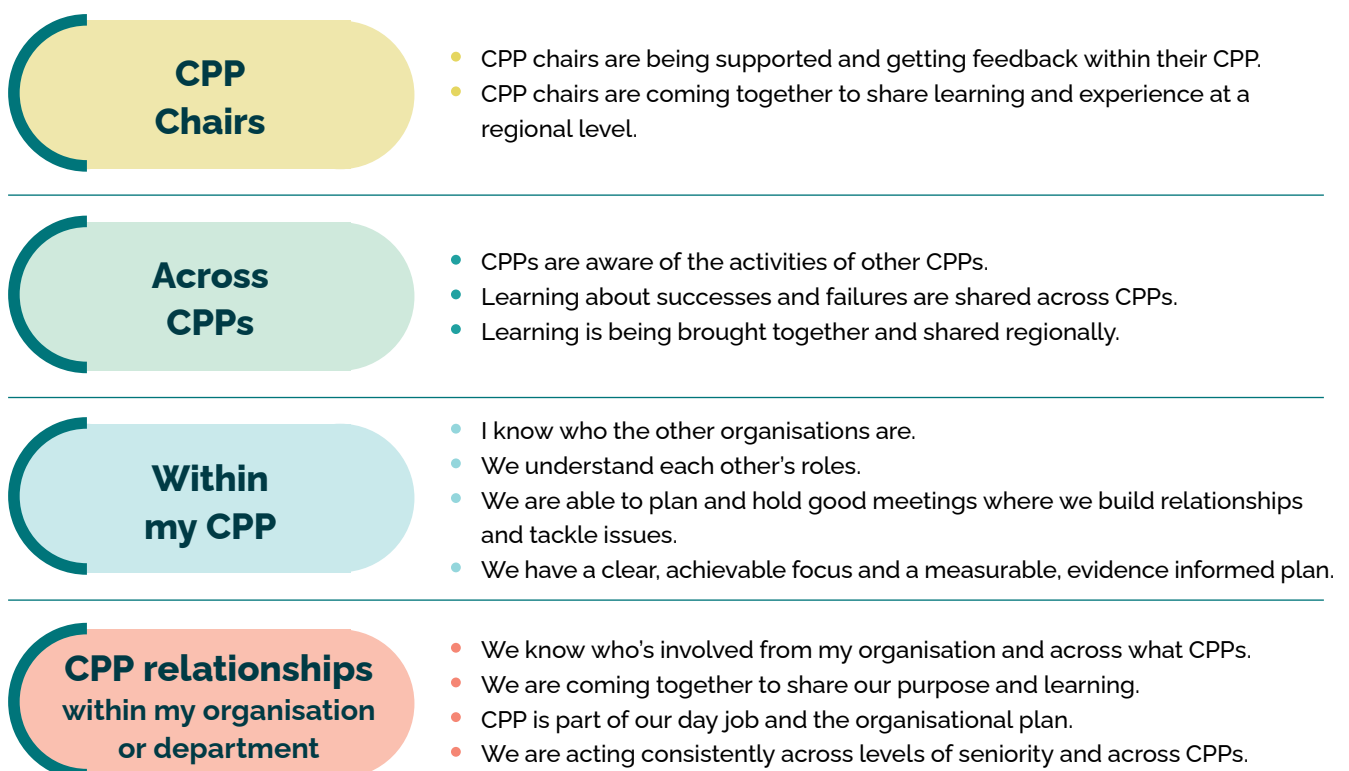 CPP
Chairs
CPP chairs are being supported and getting feedback within their CPP.
CPP chairs are coming together to share learning and experience at a
regional level.
Across
CPPs
CPPs are aware of the activities of other CPPs.
Learning about successes and failures are shared across CPPs.
Learning is being brought together and shared regionally.
Within
my CPP
I know who the other organisations are.
We understand each other’s roles.
We are able to plan and hold good meetings where we build relationships
and tackle issues.
We have a clear, achievable focus and a measurable, evidence informed plan.
CPP relationships
within my organisation
or department
We know who’s involved from my organisation and across what CPPs.
We are coming together to share our purpose and learning.
CPP is part of our day job and the organisational plan.
We are acting consistently across levels of seniority and across CPPs.